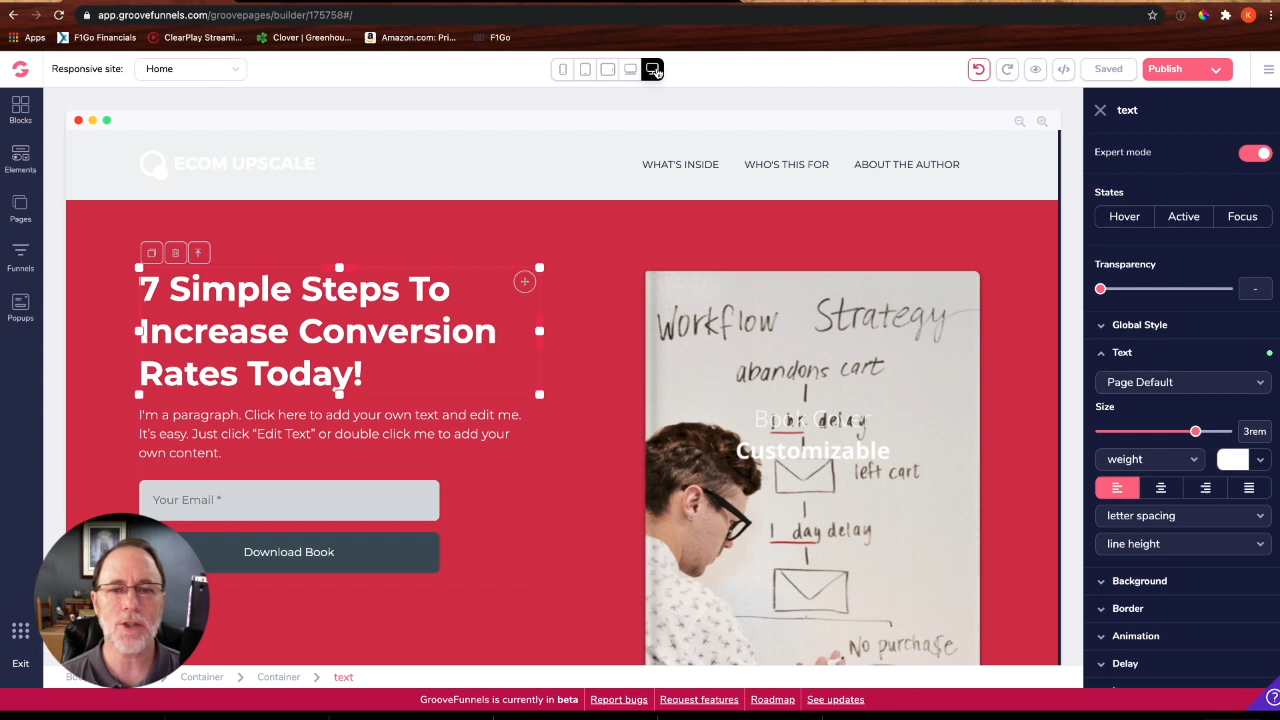 app.groovefunnels.com/groovepages/builder/175758#/
Apps F1Go Financials ClearPlay Streami... Clover | Greenhou... Amazon.com: Pri... F1Go
Responsive site: Home Saved Publish
Blocks
Elements
Pages
Funnels
Popups
Exit
ECOM UPSCALE WHAT'S INSIDE WHO'S THIS FOR ABOUT THE AUTHOR
7 Simple Steps To
Increase Conversion
Rates Today!
I'm a paragraph. Click here to add your own text and edit me.
It's easy. Just click “Edit Text” or double click me to add your
own content.
Your Email *
Download Book
Workflow Strategy
abandons cart
1 hr delay
Book Cover
Customizable
left cart
1 day delay
No purchase
text
Expert mode
States
Hover Active Focus
Transparency
-
Global Style
Text
Page Default
Size
3rem
weight
letter spacing
line height
Background
Border
Animation
Delay
Container Container text
GrooveFunnels is currently in beta Report bugs Request features Roadmap See updates